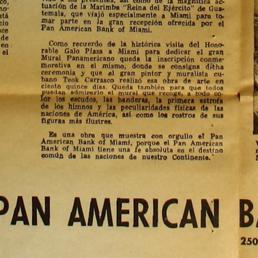 tuación de la Marimba "Reina del Ejército" de Gua-
temala, que viajó especialmente a Miami para to-
mar parte en la gran recepción ofrecida por el
Pan American Bank of Miami.
Como recuerdo de la histórica visita del Hono-
rable Galo Plaza a Miami para dedicar el gran
Mural Panamericano queda la inscripción conme-
morativa en el mismo, donde se consigna dicha
ceremonia y que al gran pintor y muralista cu-
bano Teok Carrasco realizó esa obra de arte en
ciento quince días. Queda también para que todos
puedan admirarlo el mural que recoge, a todo co-
lor los escudos, las banderas, la primera estrofa
de los himnos y las peculiaridades físicas de las
naciones de América, así como los rostros de sus
figuras más ilustres.
Es una obra que muestra con orgullo el Pan
American Bank of Miami, porque el Pan American
Bank of Miami tiene una fe absoluta en el destino
común de las naciones de nuestro Continente.
PAN AMERICAN BA
250